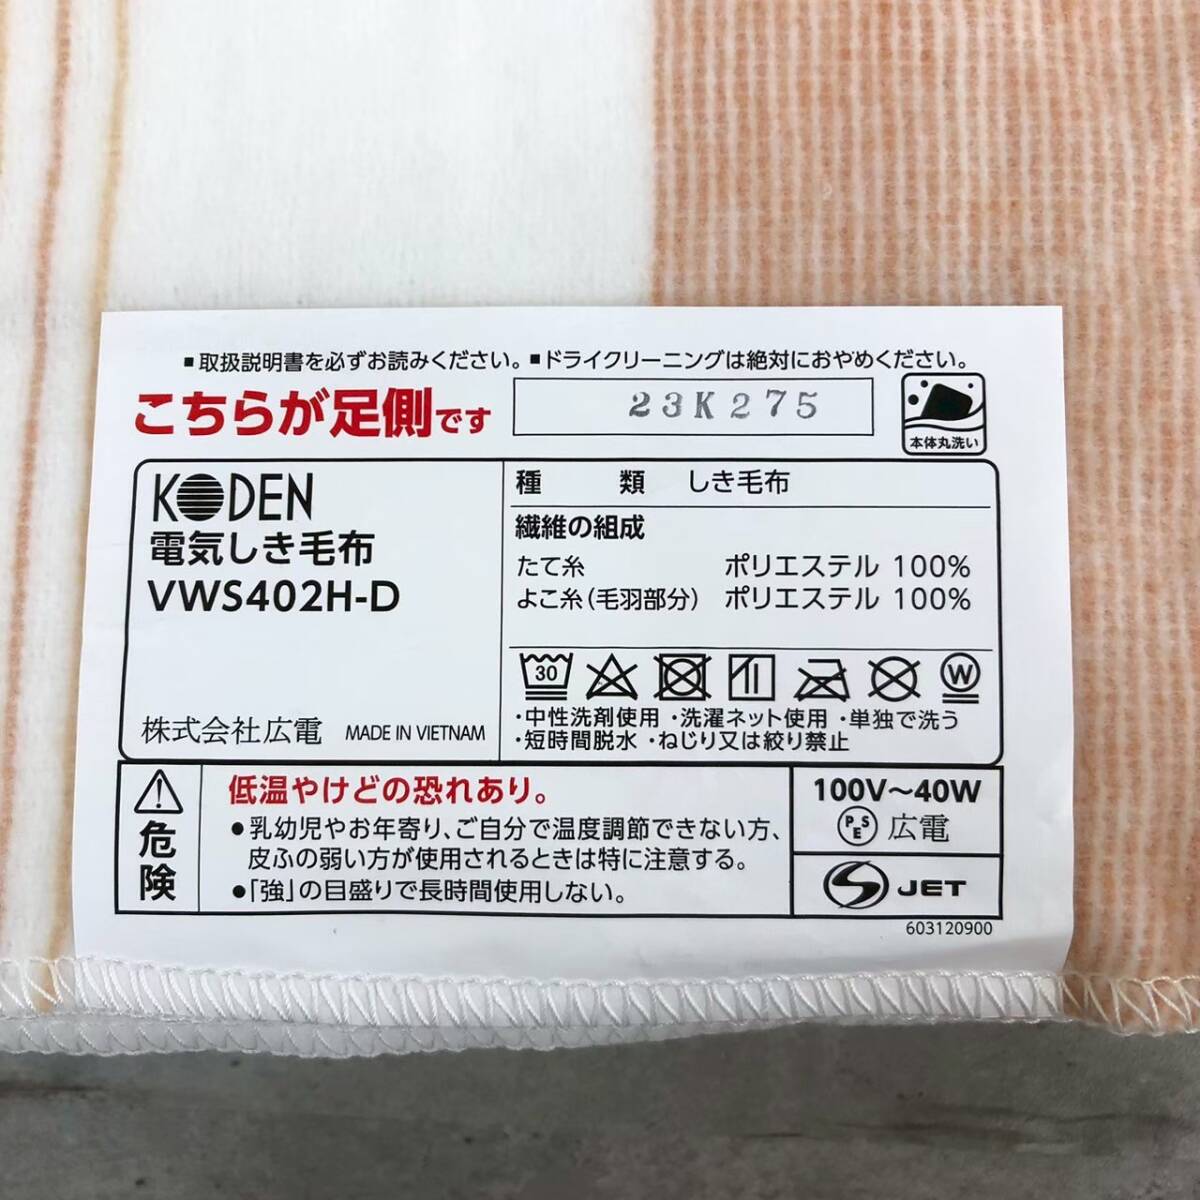 ■取扱説明書を必ずお読みください。■ドライクリーニングは絶対におやめください。
こちらが足側です
23K275
本体丸洗い
KODEN
電気しき毛布
VWS402H-D
株式会社広電 MADE IN VIETNAM
種類 しき毛布
繊維の組成
たて糸 ポリエステル 100%
よこ糸(毛羽部分) ポリエステル 100%
30 W
・中性洗剤使用 ・洗濯ネット使用 ・単独で洗う
・短時間脱水 ・ねじり又は絞り禁止
危険
低温やけどの恐れあり。
●乳幼児やお年寄り、ご自分で温度調節できない方、
皮ふの弱い方が使用されるときは特に注意する。
●「強」の目盛りで長時間使用しない。
100V～40W
PSE 広電
S JET
603120900